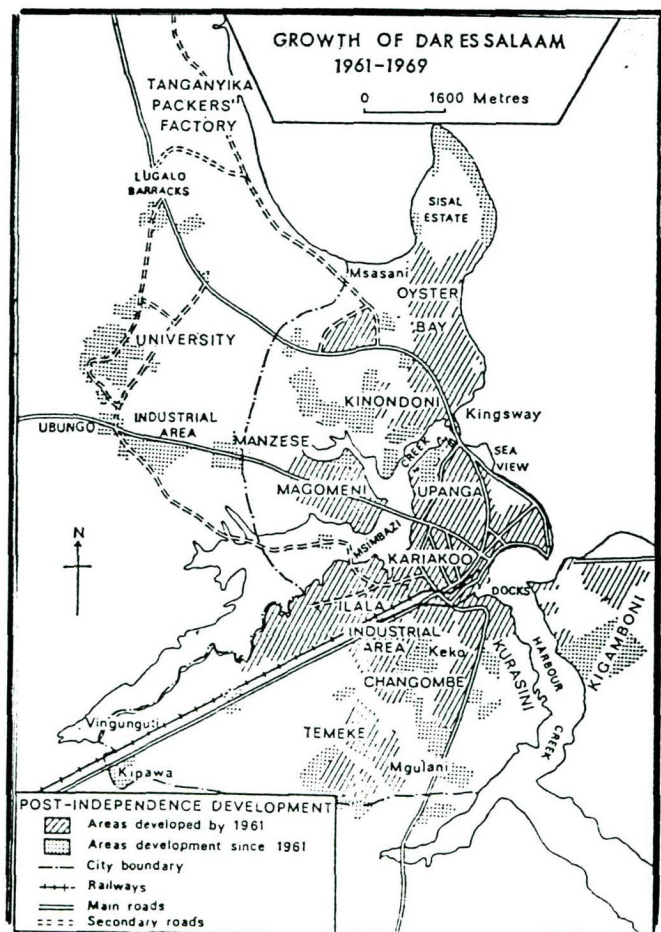 GROWTH OF DAR ES SALAAM
1961-1969
0 1600 Metres
TANGANYIKA
PACKERS'
FACTORY
LUGALO
BARRACKS
SISAL
ESTATE
Msasani
OYSTER
BAY
UNIVERSITY
KINONDONI
Kingsway
INDUSTRIAL
AREA
UBUNGO
MANZESE
CREEK
SEA
VIEW
MAGOMENI
UPANGA
N
MSIMBAZI
KARIAKOO
DOCKS
ILALA
INDUSTRIAL
AREA
Keko
KURASINI
HARBOUR
CREEK
KIGAMBONI
CHANGOMBE
Vingunguti
TEMEKE
Mgulani
Kipawa
POST-INDEPENDENCE DEVELOPMENT
Areas developed by 1961
Areas development since 1961
City boundary
Railways
Main roads
Secondary roads